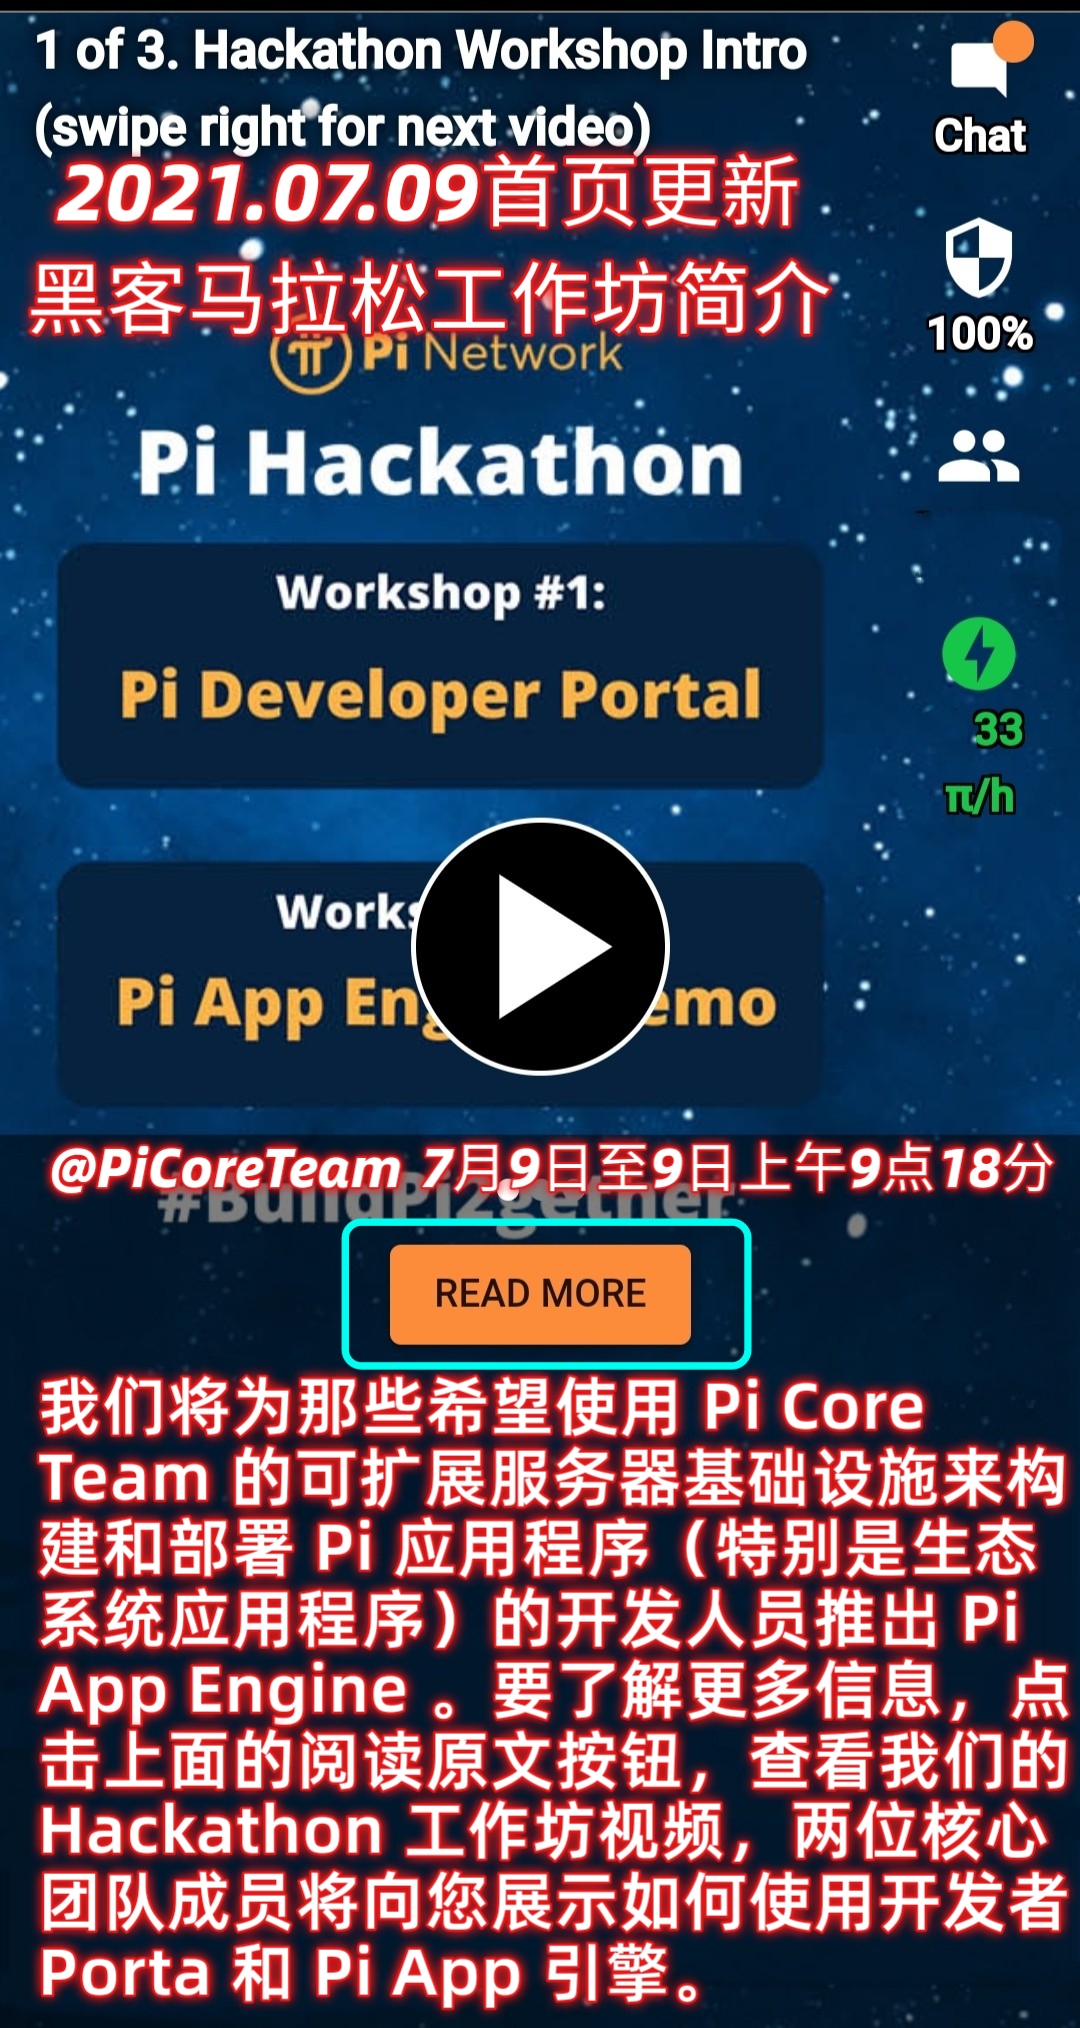 1 of 3. Hackathon Workshop Intro
(swipe right for next video)
Chat
2021.07.09首页更新
黑客马拉松工作坊简介
100%
Pi Network
Pi Hackathon
Workshop #1:
Pi Developer Portal
33
π/h
Works
Pi App En emo
@PiCoreTeam 7月9日至9日上午9点18分
#BuildPi2gether
READ MORE
我们将为那些希望使用 Pi Core
Team 的可扩展服务器基础设施来构
建和部署 Pi 应用程序（特别是生态
系统应用程序）的开发人员推出 Pi
App Engine 。要了解更多信息，点
击上面的阅读原文按钮，查看我们的
Hackathon 工作坊视频，两位核心
团队成员将向您展示如何使用开发者
Porta 和 Pi App 引擎。